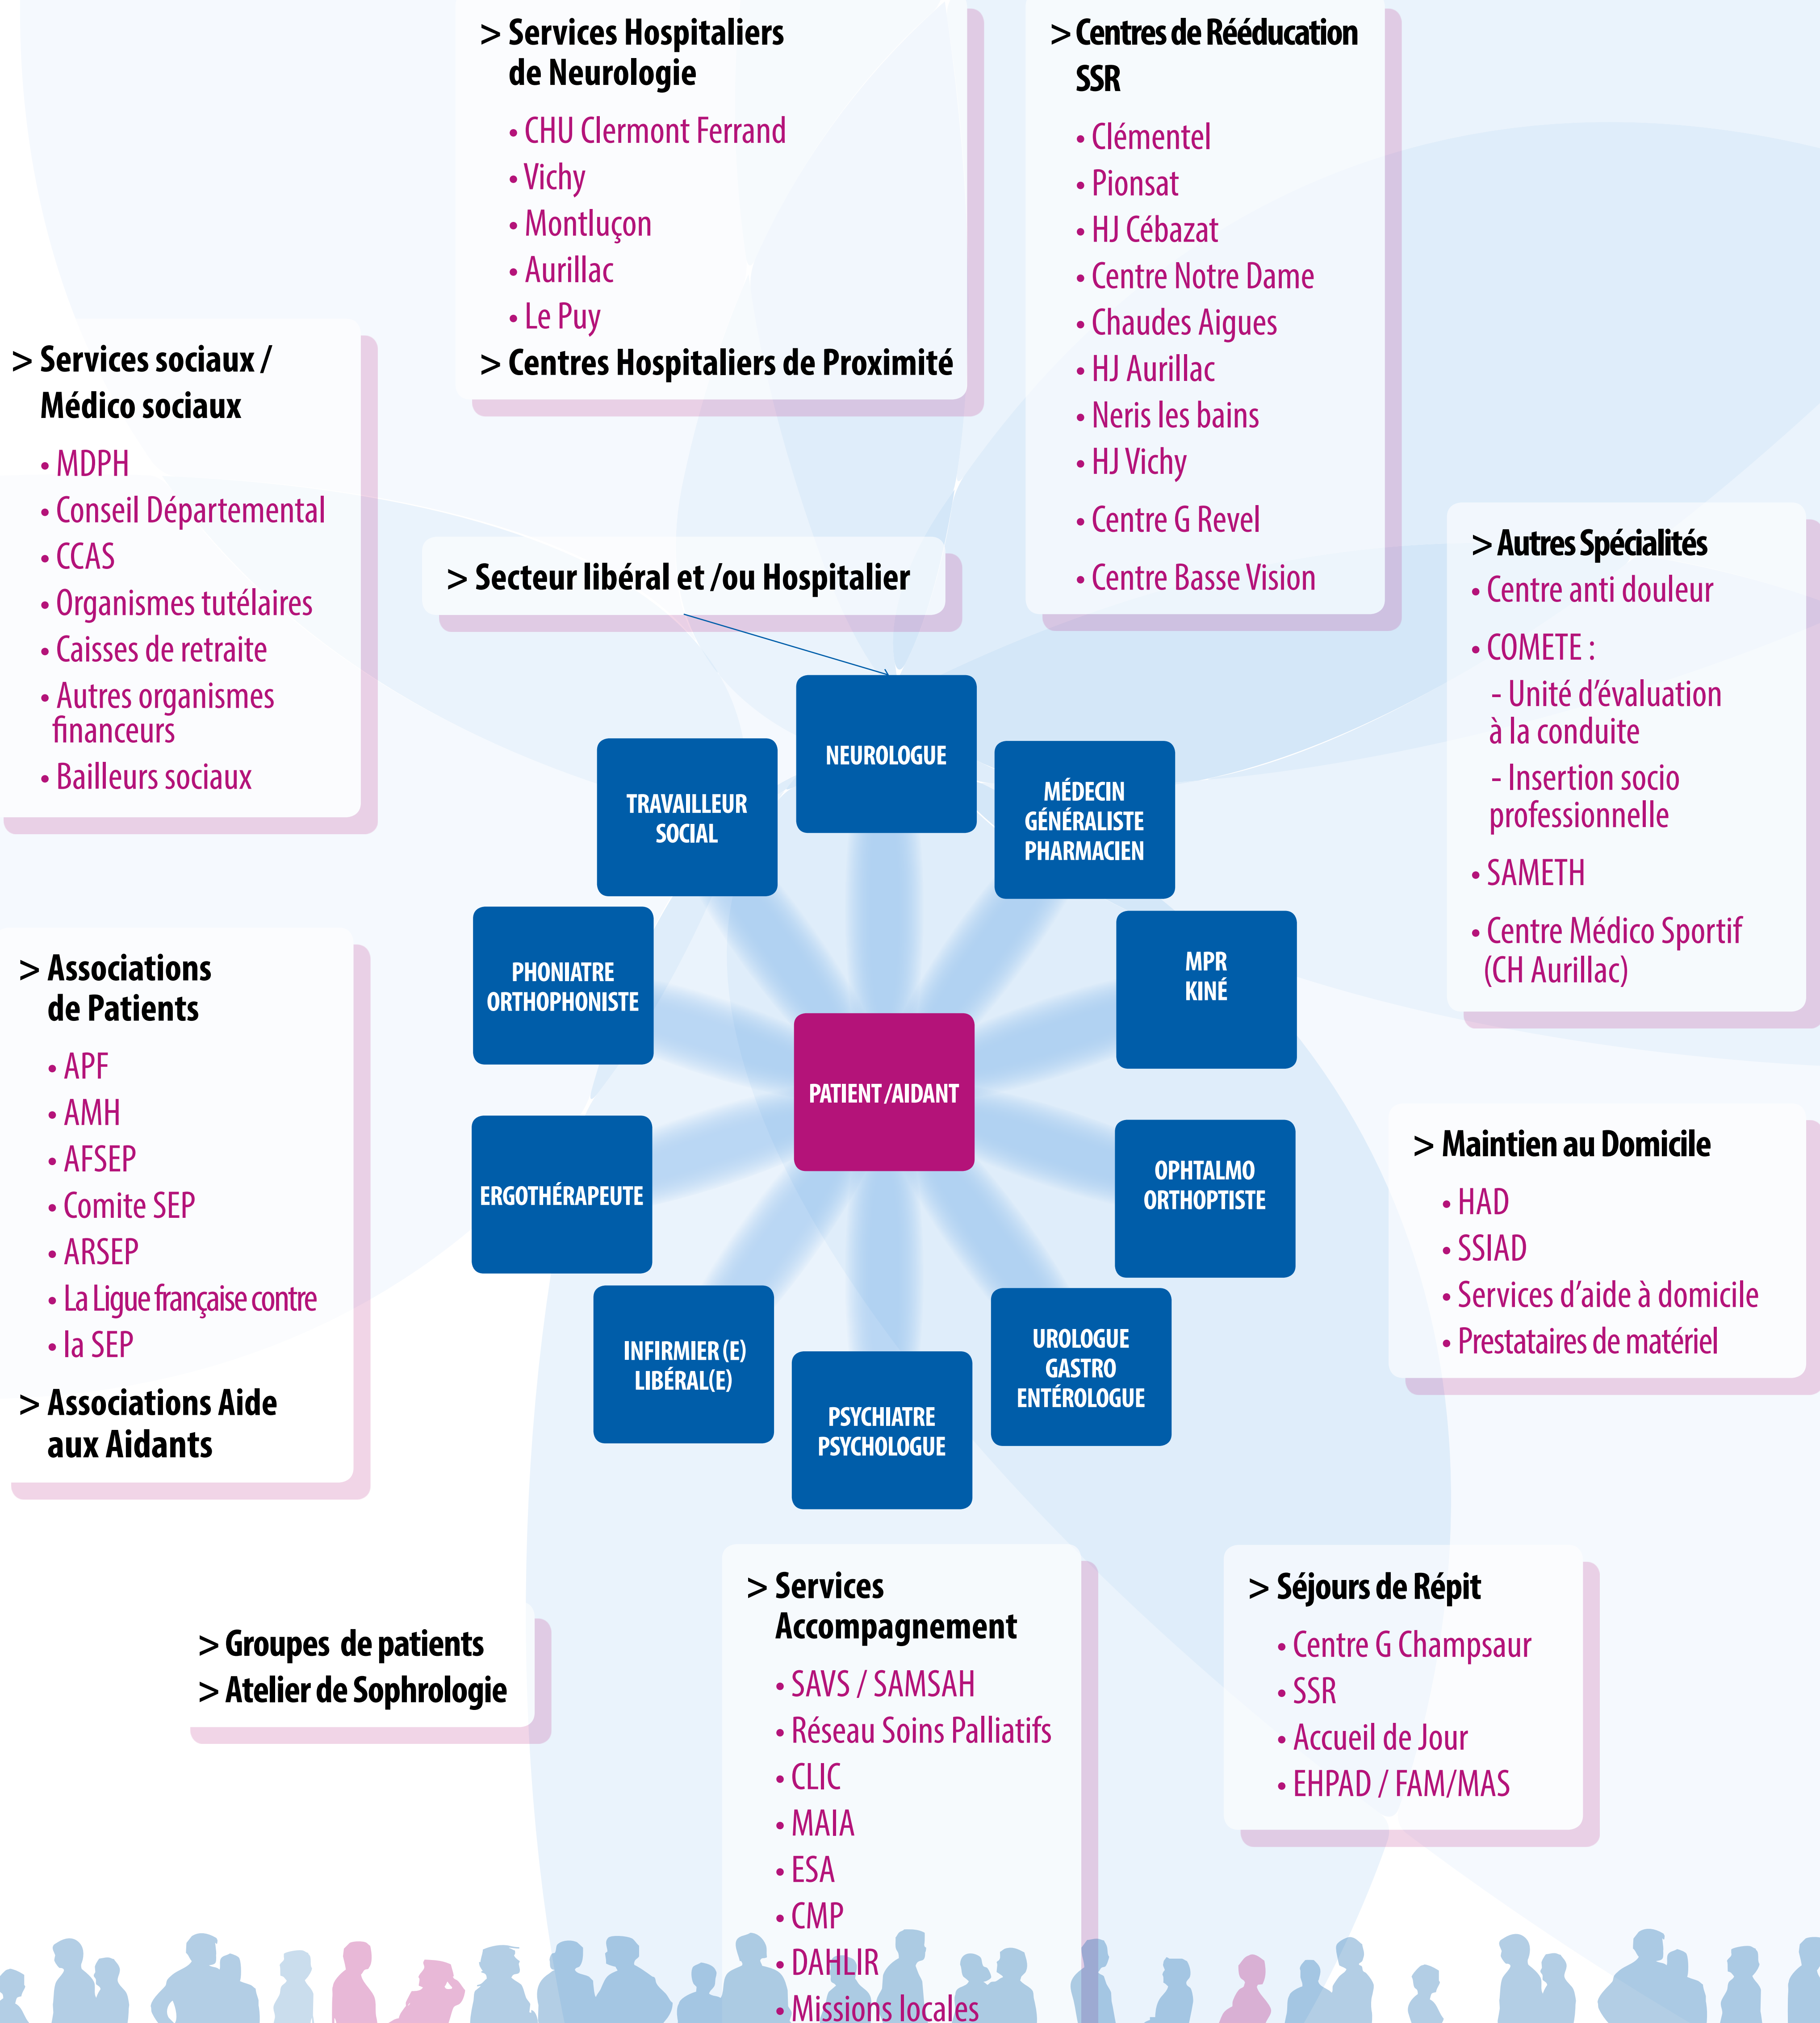 > Services Hospitaliers
de Neurologie
• CHU Clermont Ferrand
• Vichy
• Montluçon
• Aurillac
• Le Puy
> Centres Hospitaliers de Proximité
> Centres de Rééducation
SSR
• Clémentel
• Pionsat
• HJ Cébazat
• Centre Notre Dame
• Chaudes Aigues
• HJ Aurillac
• Neris les bains
• HJ Vichy
• Centre G Revel
• Centre Basse Vision
> Services sociaux /
Médico sociaux
• MDPH
• Conseil Départemental
• CCAS
• Organismes tutélaires
• Caisses de retraite
• Autres organismes
financeurs
• Bailleurs sociaux
> Secteur libéral et /ou Hospitalier
> Autres Spécialités
• Centre anti douleur
• COMETE :
- Unité d’évaluation
à la conduite
- Insertion socio
professionnelle
• SAMETH
• Centre Médico Sportif
(CH Aurillac)
NEUROLOGUE
TRAVAILLEUR
SOCIAL
MÉDECIN
GÉNÉRALISTE
PHARMACIEN
PHONIATRE
ORTHOPHONISTE
MPR
KINÉ
PATIENT /AIDANT
ERGOTHÉRAPEUTE
OPHTALMO
ORTHOPTISTE
INFIRMIER (E)
LIBÉRAL(E)
UROLOGUE
GASTRO
ENTÉROLOGUE
PSYCHIATRE
PSYCHOLOGUE
> Associations
de Patients
• APF
• AMH
• AFSEP
• Comite SEP
• ARSEP
• La Ligue française contre
• la SEP
> Associations Aide
aux Aidants
> Maintien au Domicile
• HAD
• SSIAD
• Services d’aide à domicile
• Prestataires de matériel
> Groupes de patients
> Atelier de Sophrologie
> Services
Accompagnement
• SAVS / SAMSAH
• Réseau Soins Palliatifs
• CLIC
• MAIA
• ESA
• CMP
• DAHLIR
• Missions locales
> Séjours de Répit
• Centre G Champsaur
• SSR
• Accueil de Jour
• EHPAD / FAM/MAS